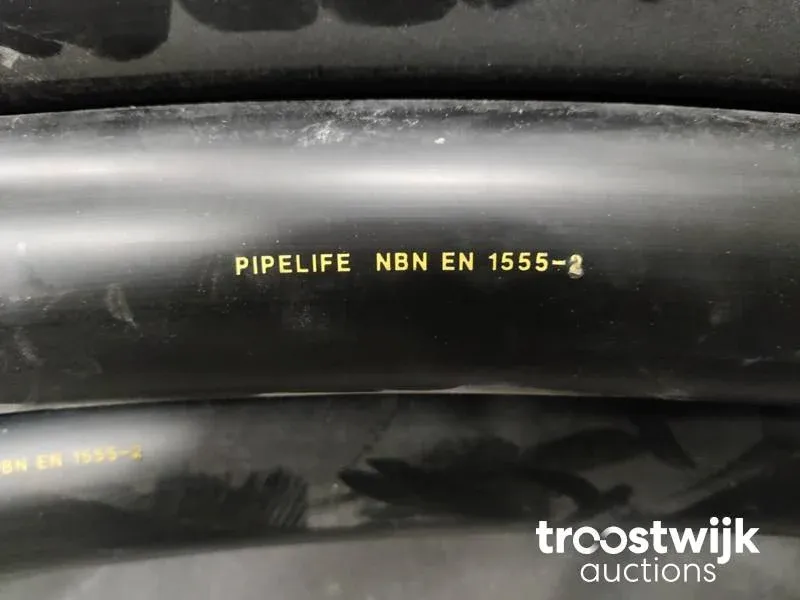 PIPELIFE NBN EN 1555-2
BN EN 1555-2
troostwijk
auctions